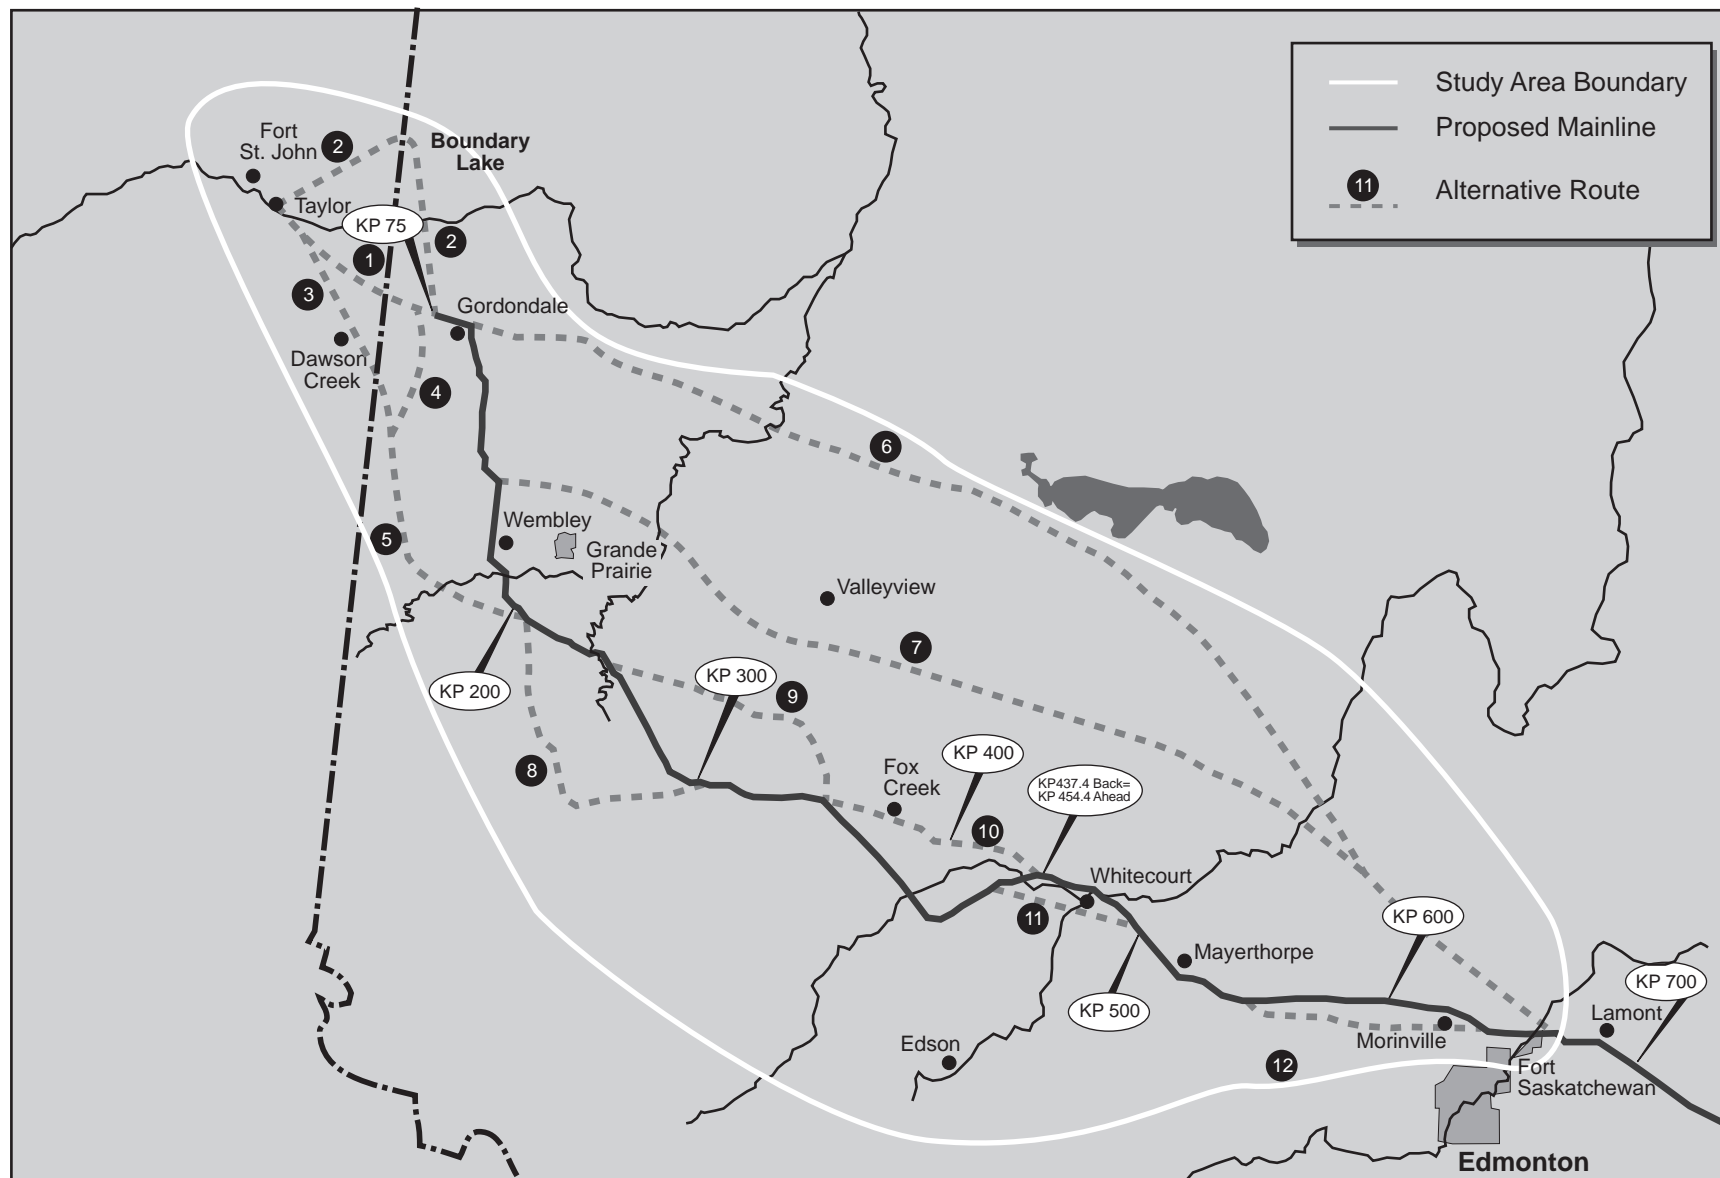 Study Area Boundary
Proposed Mainline
11
Alternative Route
Fort
St. John
2
Boundary
Lake
Taylor
KP 75
2
1
3
Gordondale
Dawson
Creek
4
6
Wembley
5
Grande
Prairie
Valleyview
7
KP 200
KP 300
9
8
Fox
Creek
KP 400
KP437.4 Back=
KP 454.4 Ahead
10
Whitecourt
11
KP 600
Mayerthorpe
KP 500
KP 700
Lamont
Edson
Morinville
12
Fort
Saskatchewan
Edmonton